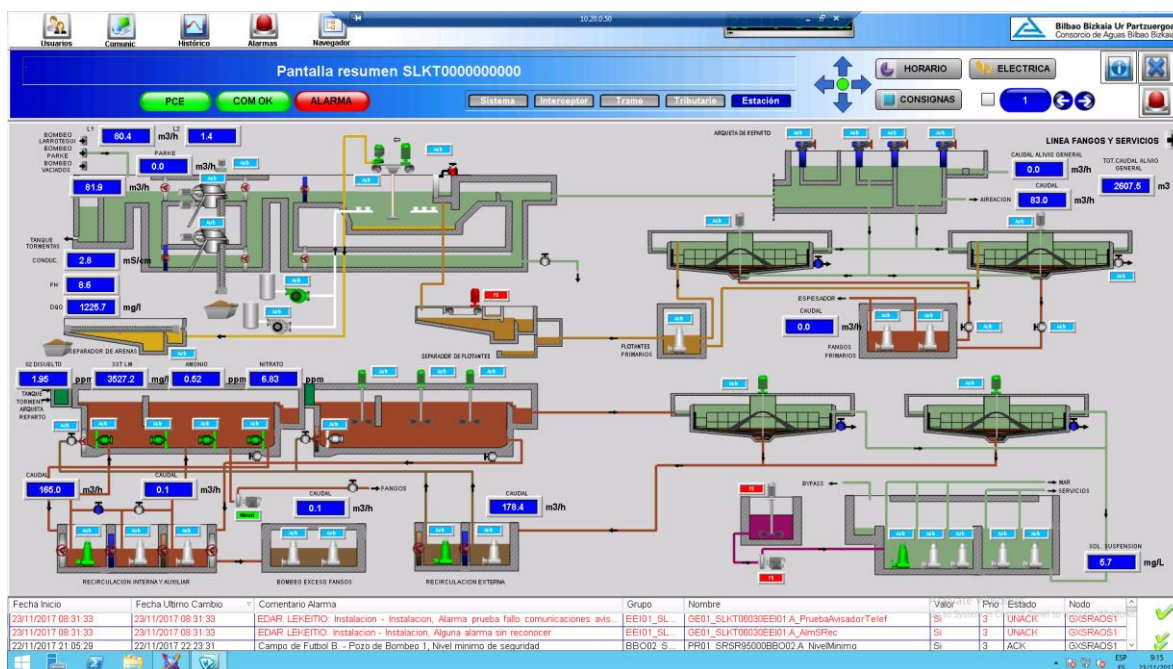 10.20.0.50
Usuarios
Comunic
Histórico
Alarmas
Navegador
Bilbao Bizkaia Ur Partzuergoa
Consorcio de Aguas Bilbao Bizkaia
Pantalla resumen SLKT0000000000
PCE
COM OK
ALARMA
Sistema
Interceptor
Tramo
Tributario
Estación
HORARIO
ELECTRICA
CONSIGNAS
1
BOMBEO LARROTEGUI
BOMBEO PARKE
BOMBEO VACIADOS
L1
80.4
m3/h
L2
1.4
PARKE
0.0
m3/h
81.9
m3/h
TANQUE TORMENTAS
CONDUC.
2.8
mS/cm
PH
8.6
DQO
1225.7
mg/l
SEPARADOR DE ARENAS
SEPARADOR DE FLOTANTES
ARQUETA DE REPARTO
LINEA FANGOS Y SERVICIOS
CAUDAL ALIVIO GENERAL
0.0
m3/h
TOT.CAUDAL ALIVIO GENERAL
2607.5
m3
AIREACION
CAUDAL
83.0
m3/h
FLOTANTES PRIMARIOS
ESPESADOR
CAUDAL
0.0
m3/h
FANGOS PRIMARIOS
O2 DISUELTO
1.95
ppm
SST LM
3527.2
mg/l
AMONIO
0.52
ppm
NITRATO
6.83
ppm
TANQUE TORMENT
ARQUETA REPARTO
CAUDAL
165.0
m3/h
CAUDAL
0.1
m3/h
FANGOS
CAUDAL
0.1
m3/h
CAUDAL
178.4
m3/h
RECIRCULACION INTERNA Y AUXILIAR
BOMBEO EXCESO FANGOS
RECIRCULACION EXTERNA
BYPASS
MAR
SERVICIOS
SOL. SUSPENSION
5.7
mg/L
Fecha Inicio Fecha Ultimo Cambio Comentario Alarma Grupo Nombre Valor Prio Estado Nodo
23/11/2017 08:31:33 23/11/2017 08:31:33 EDAR LEKEITIO: Instalacion - Instalacion, Alarma prueba fallo comunicaciones avis... EEI01_SL... GE01_SLKT06030EEI01.A_PruebaAvisadorTelef Si 3 UNACK GXSRAOS1
23/11/2017 08:31:33 23/11/2017 08:31:33 EDAR LEKEITIO: Instalacion - Instalacion, Alguna alarma sin reconocer EEI01_SL... GE01_SLKT06030EEI01.A_AlmSRec Si 3 UNACK GXSRAOS1
22/11/2017 21:05:29 22/11/2017 22:23:31 Campo de Futbol B. - Pozo de Bombeo 1, Nivel minimo de seguridad BBO02_S... PR01_SRSR95000BBO02.A_NivelMinimo Si 3 ACK GXSRAOS1
ESP
ES
9:15